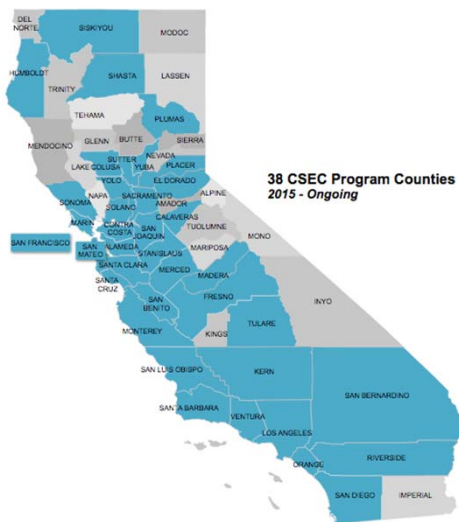 DEL
NORTE
SISKIYOU
MODOC
HUMBOLDT
TRINITY
SHASTA
LASSEN
TEHAMA
PLUMAS
MENDOCINO
GLENN
BUTTE
SIERRA
NEVADA
LAKE
COLUSA
SUTTER
YUBA
PLACER
YOLO
EL DORADO
SONOMA
NAPA
SACRAMENTO
ALPINE
SOLANO
AMADOR
MARIN
CALAVERAS
CONTRA
COSTA
SAN
JOAQUIN
TUOLUMNE
MONO
SAN FRANCISCO
SAN
MATEO
ALAMEDA
STANISLAUS
MARIPOSA
SANTA CLARA
MERCED
MADERA
SANTA
CRUZ
SAN
BENITO
FRESNO
INYO
MONTEREY
KINGS
TULARE
SAN LUIS OBISPO
KERN
SAN BERNARDINO
SANTA BARBARA
VENTURA
LOS ANGELES
ORANGE
RIVERSIDE
SAN DIEGO
IMPERIAL
38 CSEC Program Counties
2015 - Ongoing